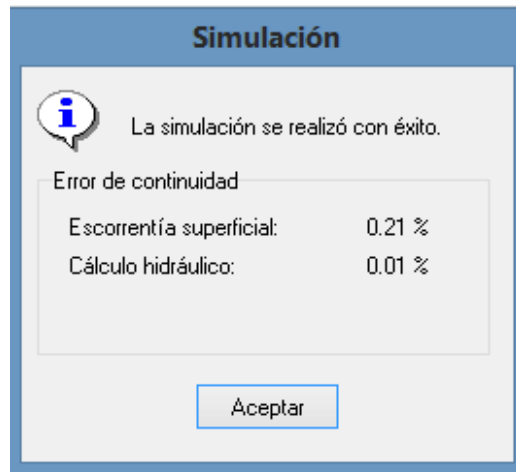 Simulación
La simulación se realizó con éxito.
Error de continuidad
Escorrentía superficial: 0.21 %
Cálculo hidráulico: 0.01 %
Aceptar